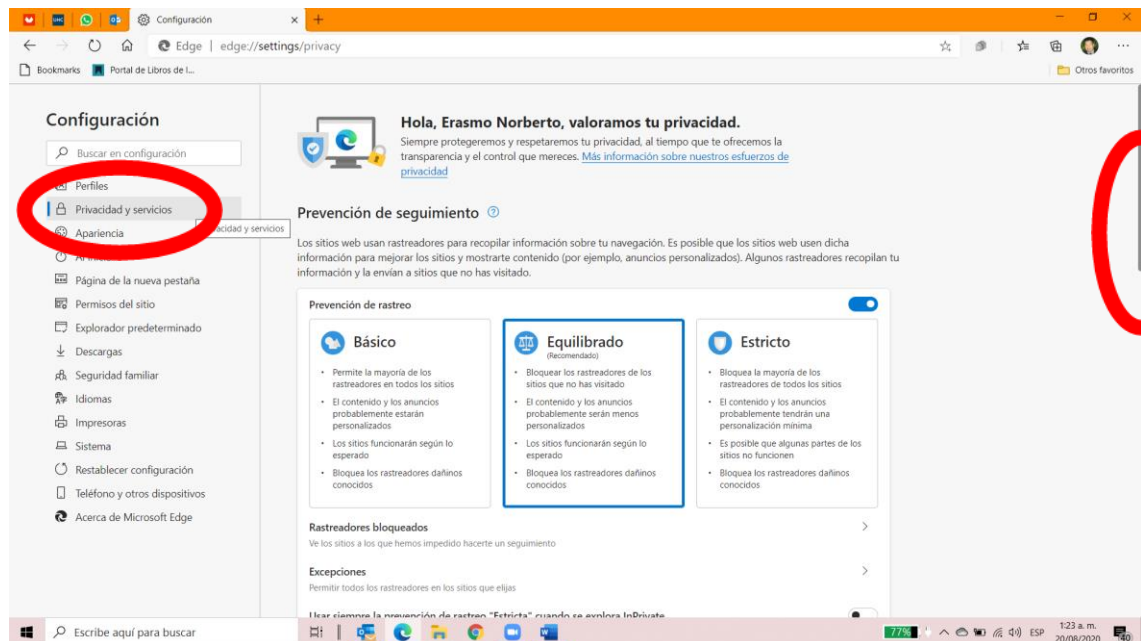 Configuración
Edge | edge://settings/privacy
Bookmarks Portal de Libros de l...
Otros favoritos
Configuración
Buscar en configuración
Perfiles
Privacidad y servicios
Apariencia
Página de la nueva pestaña
Permisos del sitio
Explorador predeterminado
Descargas
Seguridad familiar
Idiomas
Impresoras
Sistema
Restablecer configuración
Teléfono y otros dispositivos
Acerca de Microsoft Edge
Hola, Erasmo Norberto, valoramos tu privacidad.
Siempre protegeremos y respetaremos tu privacidad, al tiempo que te ofrecemos la
transparencia y el control que mereces. Más información sobre nuestros esfuerzos de
privacidad
Prevención de seguimiento
Los sitios web usan rastreadores para recopilar información sobre tu navegación. Es posible que los sitios web usen dicha
información para mejorar los sitios y mostrarte contenido (por ejemplo, anuncios personalizados). Algunos rastreadores recopilan tu
información y la envían a sitios que no has visitado.
Prevención de rastreo
Básico
• Permite la mayoría de los
rastreadores en todos los sitios
• El contenido y los anuncios
probablemente estarán
personalizados
• Los sitios funcionarán según lo
esperado
• Bloquea los rastreadores dañinos
conocidos
Equilibrado
(Recomendado)
• Bloquear los rastreadores de los
sitios que no has visitado
• El contenido y los anuncios
probablemente serán menos
personalizados
• Los sitios funcionarán según lo
esperado
• Bloquea los rastreadores dañinos
conocidos
Estricto
• Bloquea la mayoría de los
rastreadores de todos los sitios
• El contenido y los anuncios
probablemente tendrán una
personalización mínima
• Es posible que algunas partes de los
sitios no funcionen
• Bloquea los rastreadores dañinos
conocidos
Rastreadores bloqueados
Ve los sitios a los que hemos impedido hacerte un seguimiento
Excepciones
Permitir todos los rastreadores en los sitios que elijas
Usar siempre la prevención de rastreo "Estricta" cuando se explora InPrivate
Escribe aquí para buscar
77%
ESP
1:23 a. m.
20/08/2020
40